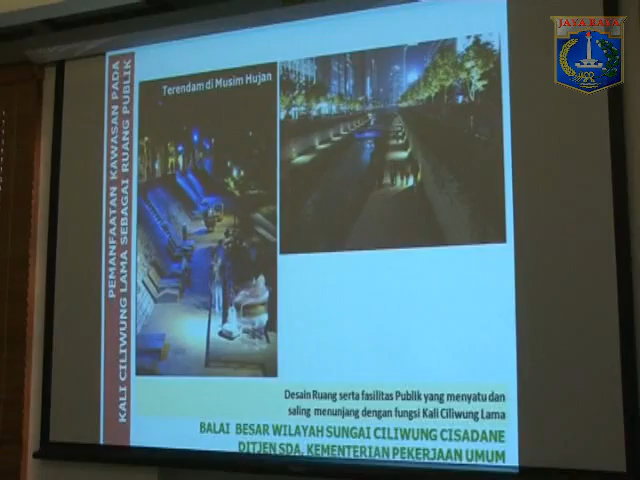 JAYA RAYA
PEMANFAATAN KAWASAN PADA
KALI CILIWUNG LAMA SEBAGAI RUANG PUBLIK
Terendam di Musim Hujan
Desain Ruang serta fasilitas Publik yang menyatu dan
saling menunjang dengan fungsi Kali Ciliwung Lama
BALAI BESAR WILAYAH SUNGAI CILIWUNG CISADANE
DITJEN SDA, KEMENTERIAN PEKERJAAN UMUM